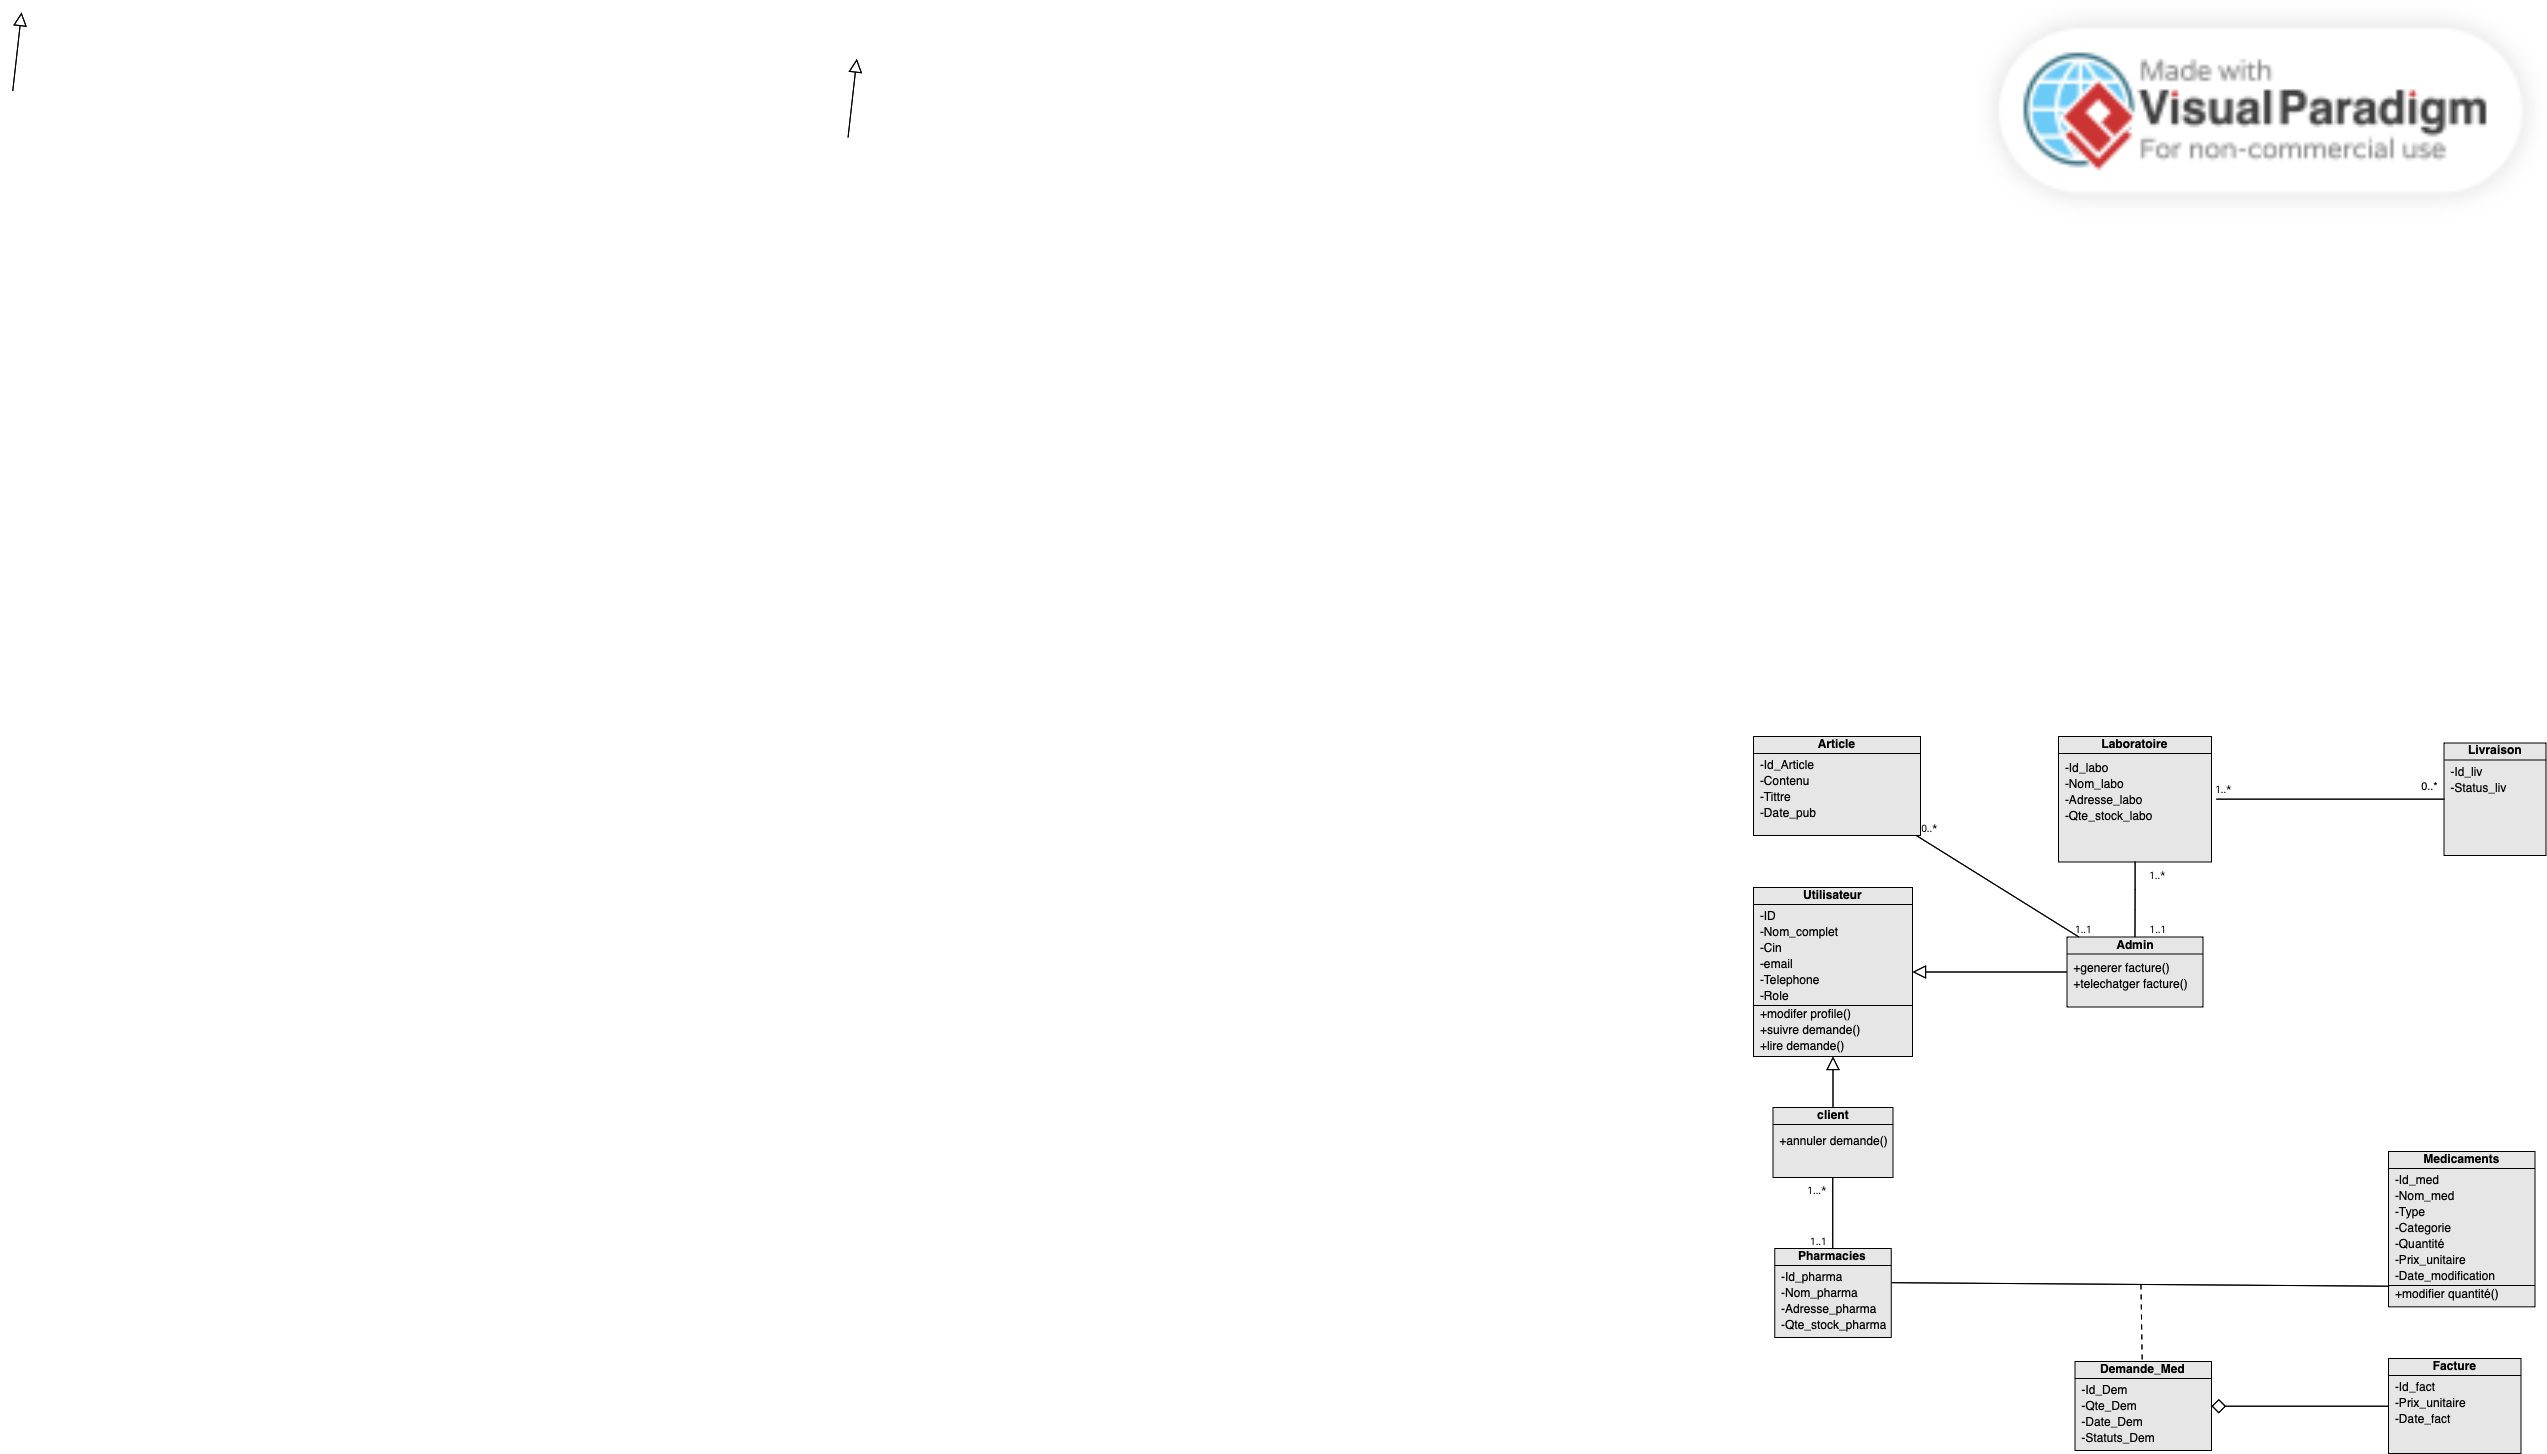 Made with
Visual Paradigm
For non-commercial use
Article
-Id_Article
-Contenu
-Tittre
-Date_pub
0..*
Laboratoire
-Id_labo
-Nom_labo
-Adresse_labo
-Qte_stock_labo
1..*
0..*
Livraison
-Id_liv
-Status_liv
1..*
1..1
1..1
Utilisateur
-ID
-Nom_complet
-Cin
-email
-Telephone
-Role
+modifer profile()
+suivre demande()
+lire demande()
Admin
+generer facture()
+telechatger facture()
client
+annuler demande()
1...*
1..1
Pharmacies
-Id_pharma
-Nom_pharma
-Adresse_pharma
-Qte_stock_pharma
Medicaments
-Id_med
-Nom_med
-Type
-Categorie
-Quantité
-Prix_unitaire
-Date_modification
+modifier quantité()
Demande_Med
-Id_Dem
-Qte_Dem
-Date_Dem
-Statuts_Dem
Facture
-Id_fact
-Prix_unitaire
-Date_fact